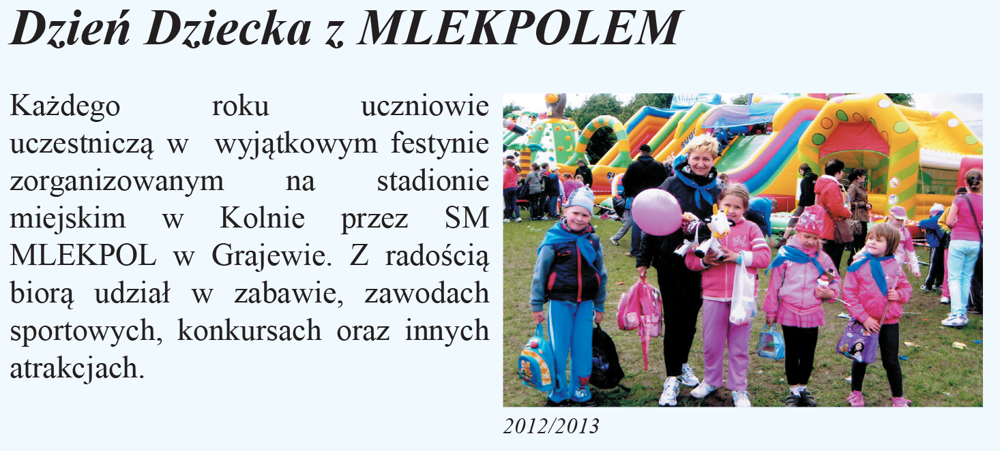 Dzień Dziecka z MLEKPOLEM
Każdego roku uczniowie
uczestniczą w wyjątkowym festynie
zorganizowanym na stadionie
miejskim w Kolnie przez SM
MLEKPOL w Grajewie. Z radością
biorą udział w zabawie, zawodach
sportowych, konkursach oraz innych
atrakcjach.
2012/2013